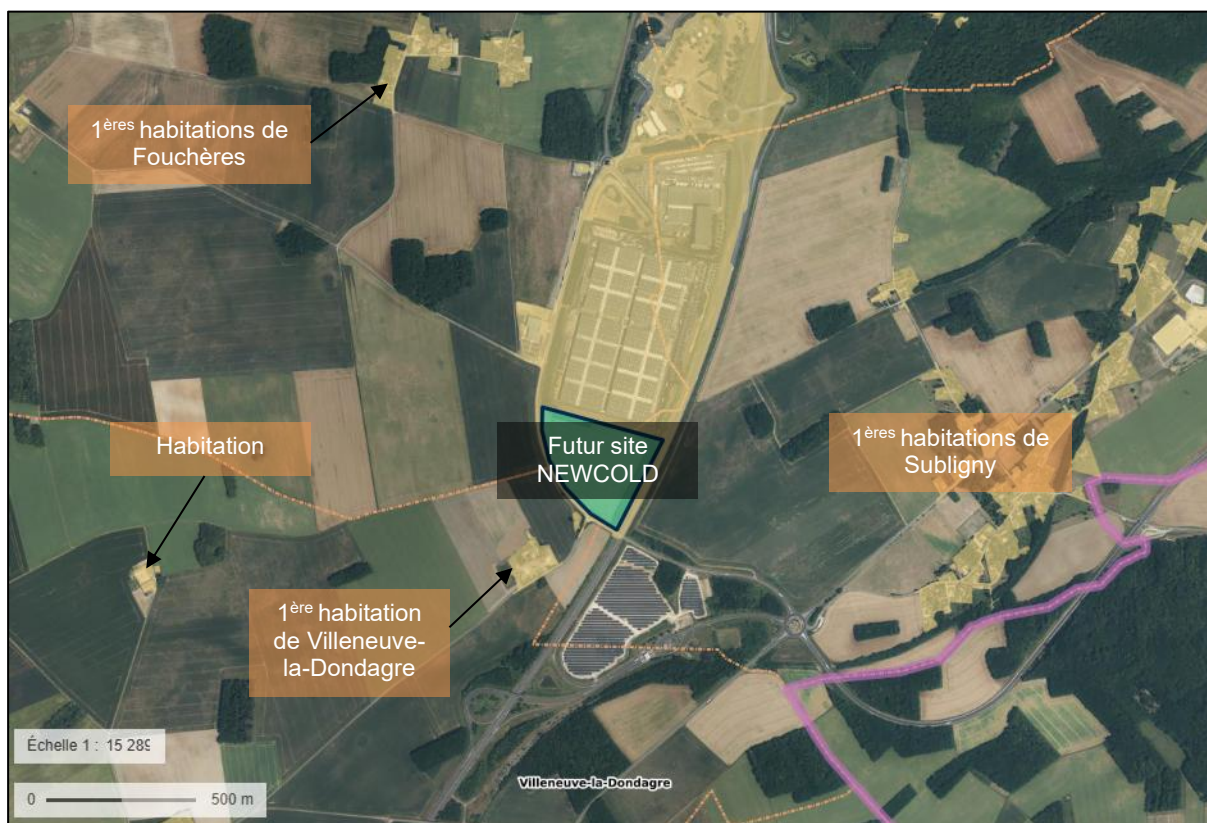 1ères habitations de
Fouchères
Habitation
Futur site
NEWCOLD
1ères habitations de
Subligny
1ère habitation
de Villeneuve-
la-Dondagre
Échelle 1 : 15 289
0 500 m
Villeneuve-la-Dondagre